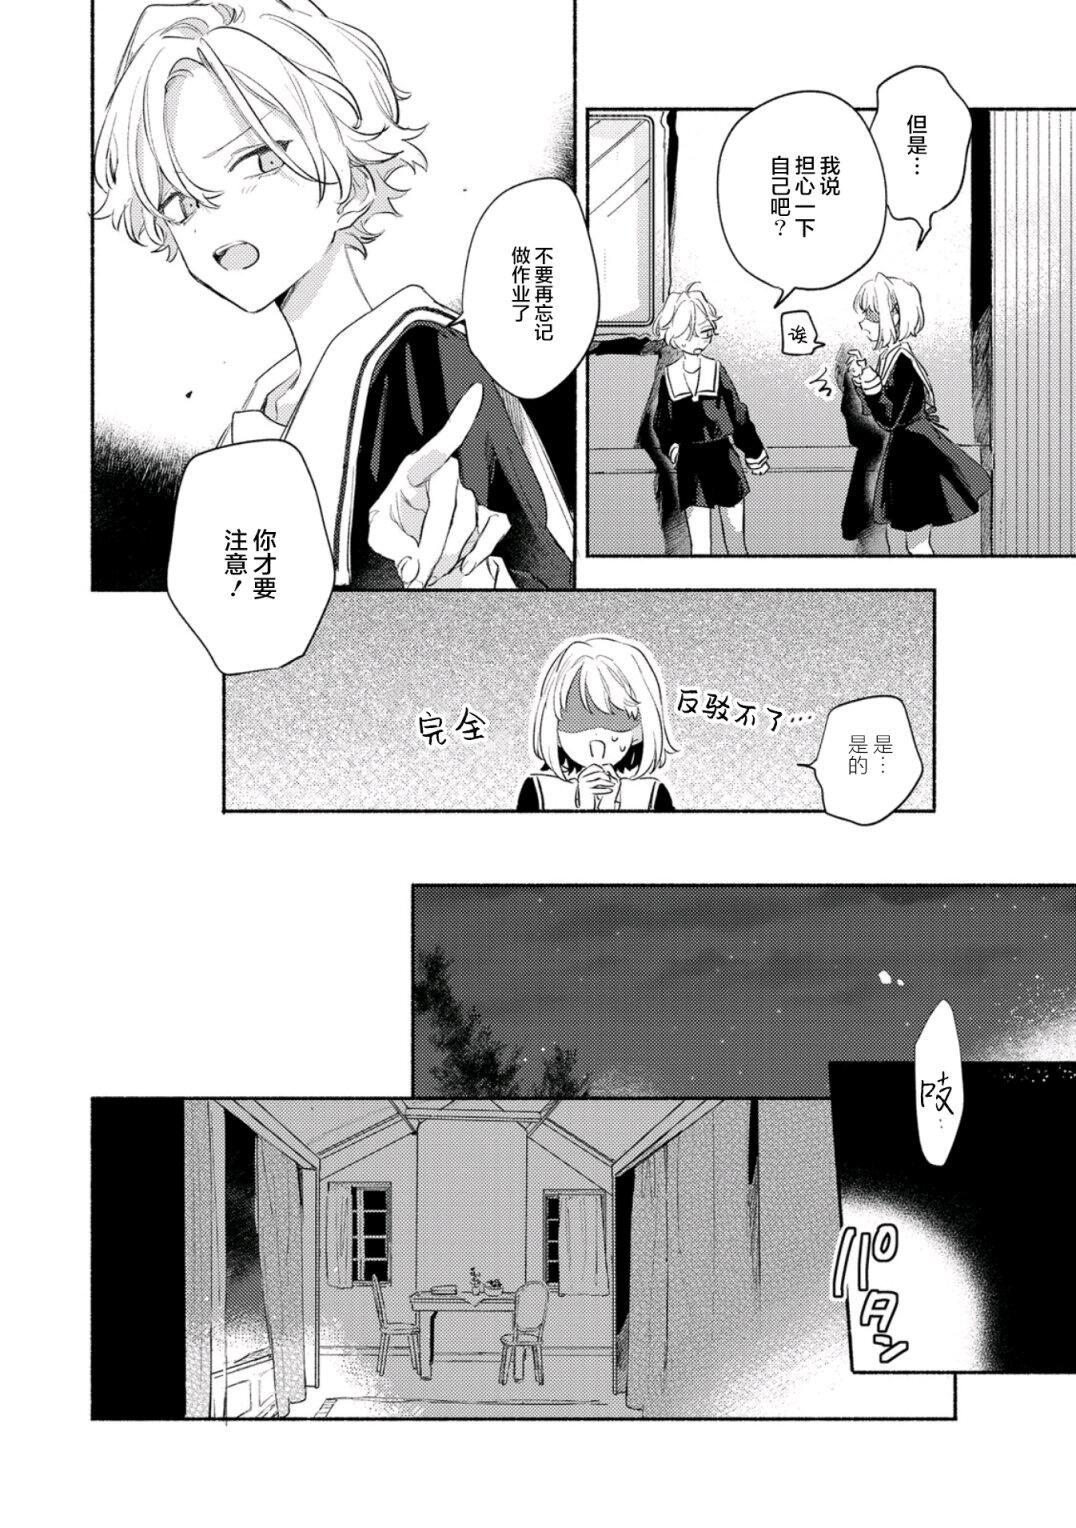 但是…
我说
担心一下
自己吧？
诶
不要再忘记
做作业了
你才要
注意！
完全
反驳不了…
是…
是的
吱…
パタン